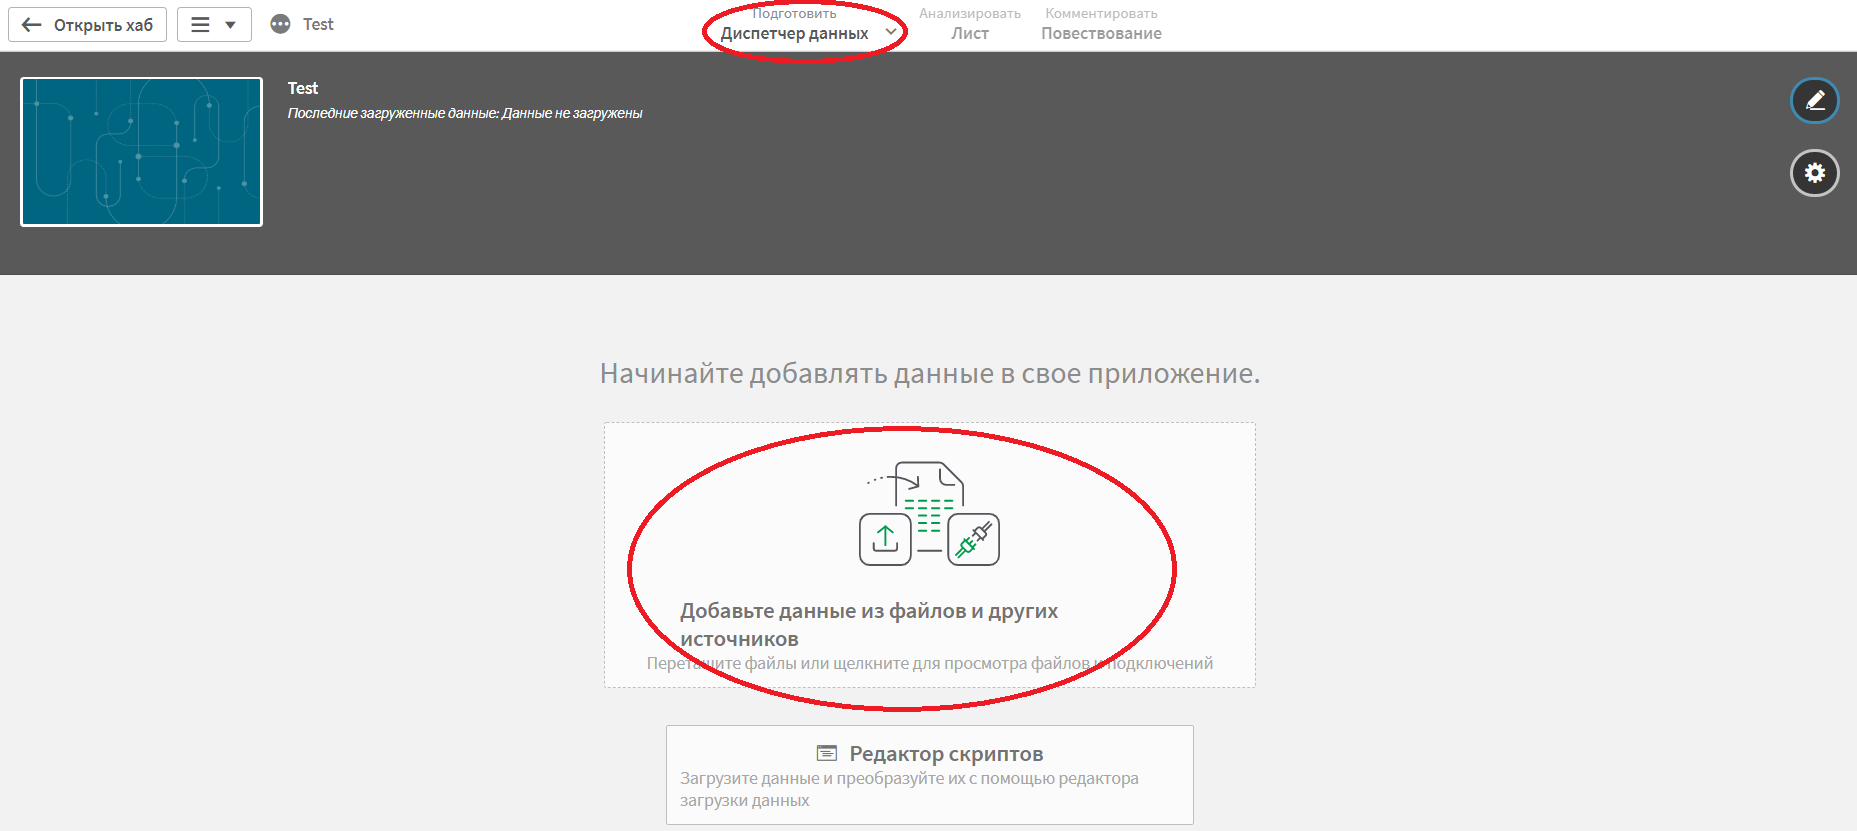 Открыть хаб
Test
Подготовить
Диспетчер данных
Анализировать
Лист
Комментировать
Повествование
Test
Последние загруженные данные: Данные не загружены
Начинайте добавлять данные в свое приложение.
Добавьте данные из файлов и других
источников
Перетащите файлы или щелкните для просмотра файлов и подключений
Редактор скриптов
Загрузите данные и преобразуйте их с помощью редактора
загрузки данных